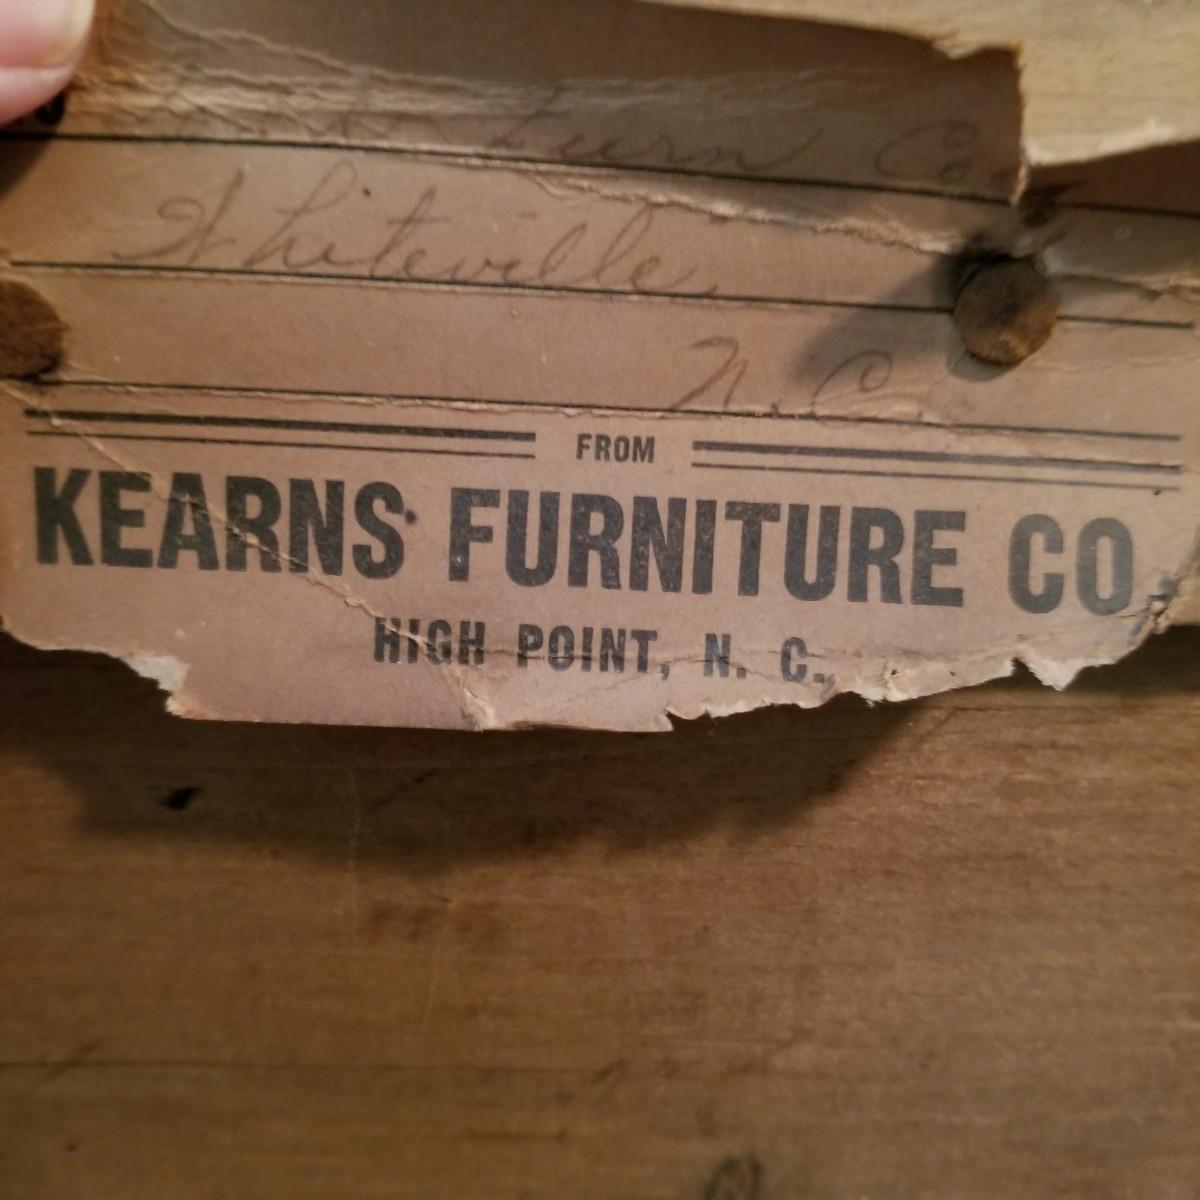 Furn Co.
Whiteville,
N. C.
FROM
KEARNS FURNITURE CO.
HIGH POINT, N. C.